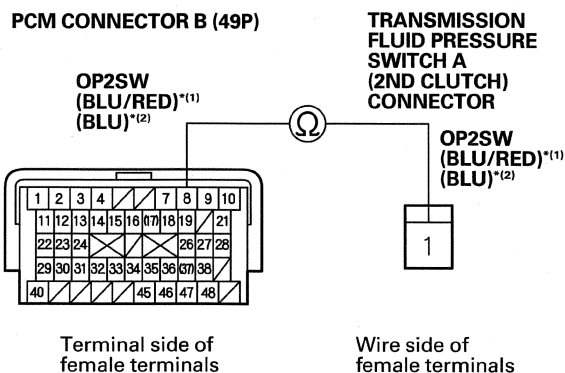 PCM CONNECTOR B (49P)
TRANSMISSION
FLUID PRESSURE
SWITCH A
(2ND CLUTCH)
CONNECTOR
OP2SW
(BLU/RED)*(1)
(BLU)*(2)
Ω
OP2SW
(BLU/RED)*(1)
(BLU)*(2)
1 2 3 4 7 8 9 10
11 12 13 14 15 16 (17) 18 19 21
22 23 24 26 27 28
29 30 31 32 33 34 35 36 (37) 38
40 45 46 47 48
1
Terminal side of
female terminals
Wire side of
female terminals